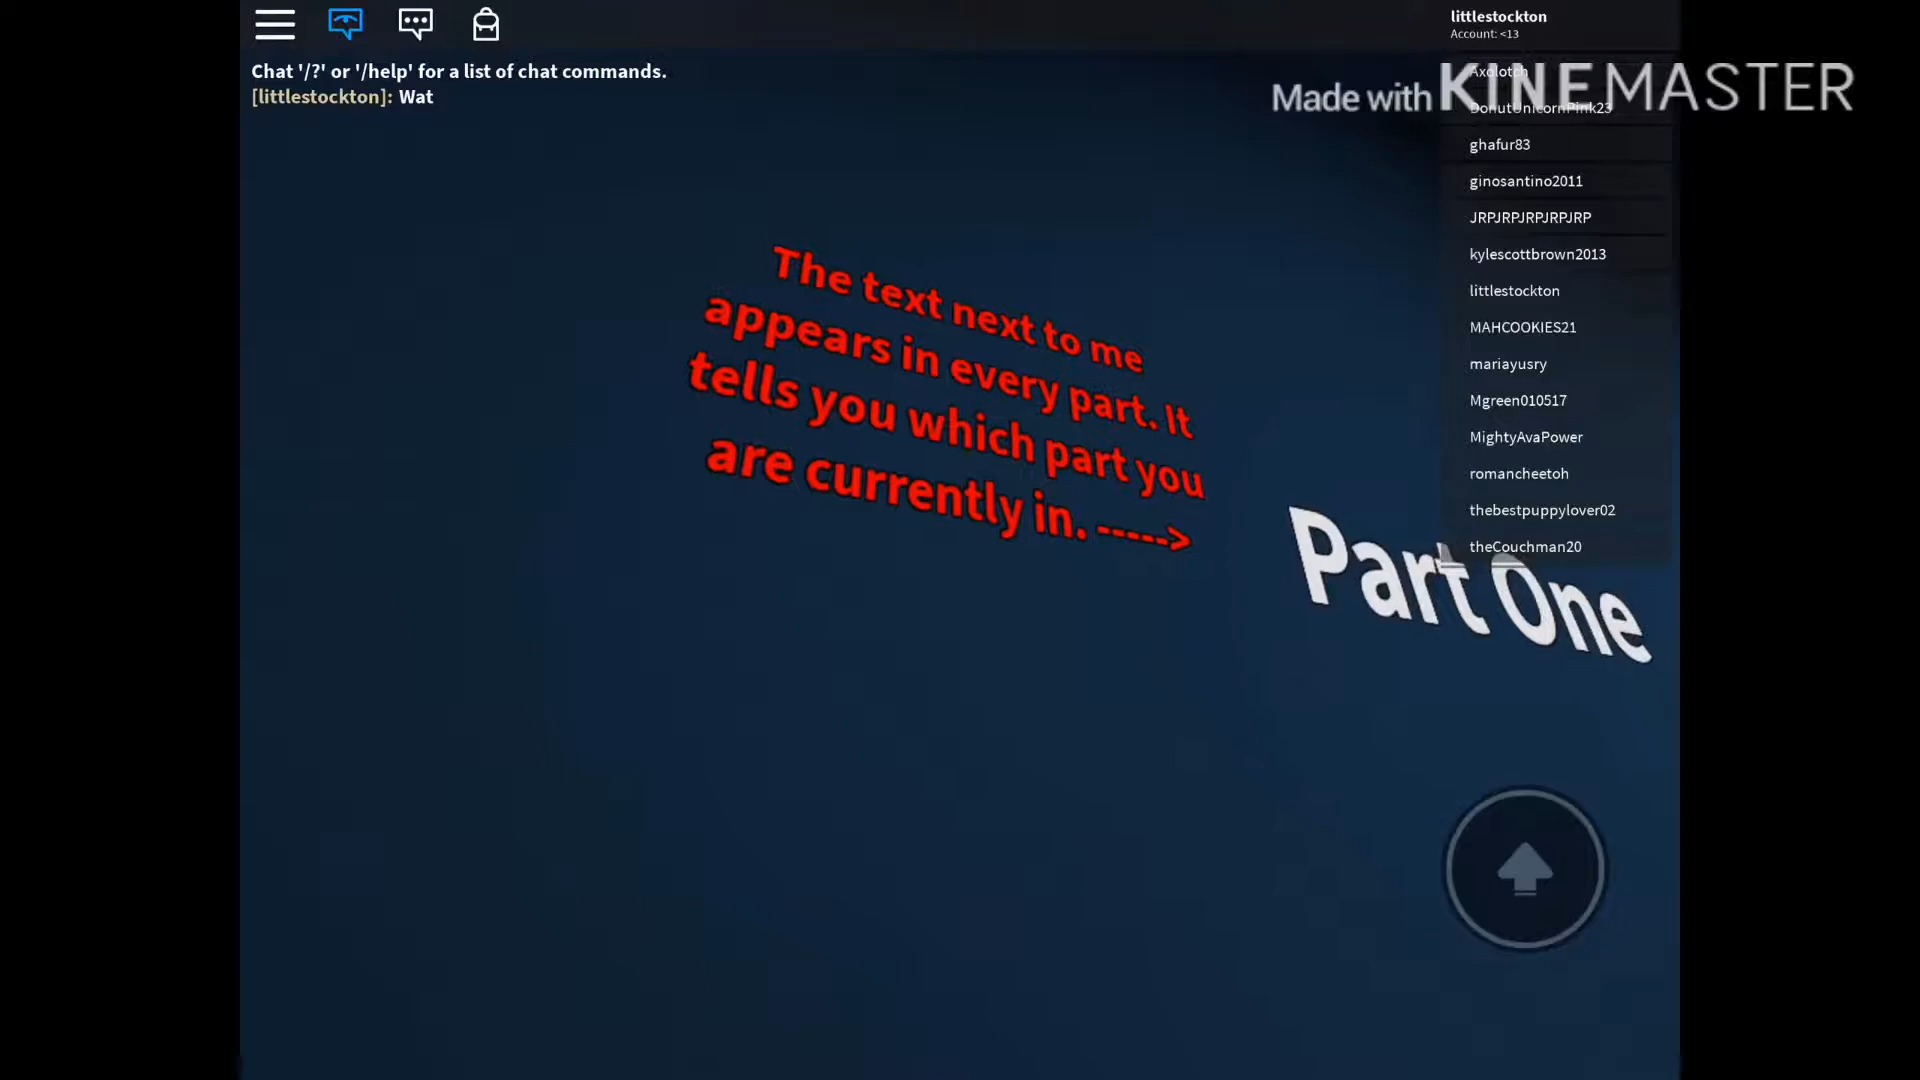 littlestockton
Account: <13
Chat '/?' or '/help' for a list of chat commands.
[littlestockton]: Wat
Made with KINEMASTER
Axolotch
DonutUnicornPink23
ghafur83
ginosantino2011
JRPJRPJRPJRPJRP
kylescottbrown2013
littlestockton
MAHCOOKIES21
mariayusry
Mgreen010517
MightyAvaPower
romancheetoh
thebestpuppylover02
theCouchman20
The text next to me
appears in every part. It
tells you which part you
are currently in. ----->
Part One